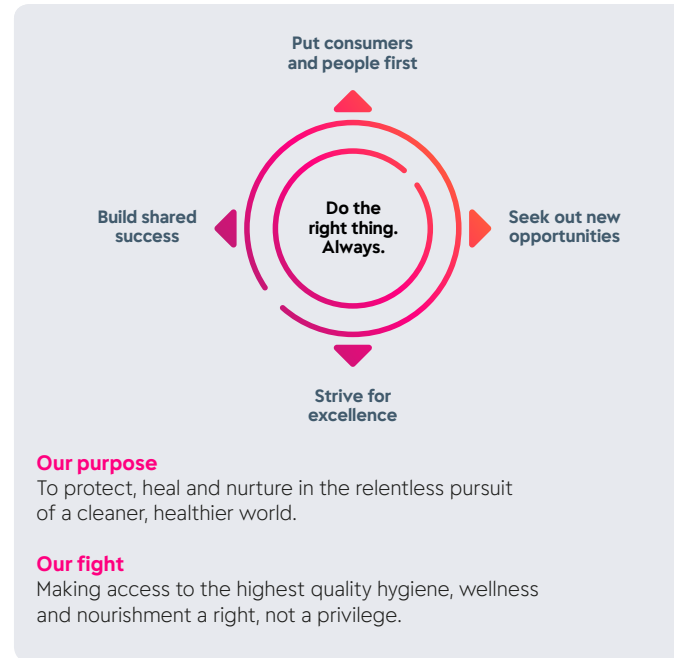 Put consumers
and people first
Build shared
success
Do the
right thing.
Always.
Seek out new
opportunities
Strive for
excellence
Our purpose
To protect, heal and nurture in the relentless pursuit
of a cleaner, healthier world.
Our fight
Making access to the highest quality hygiene, wellness
and nourishment a right, not a privilege.